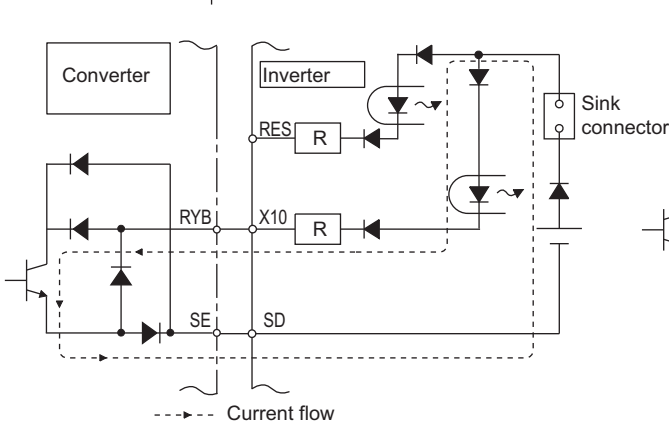 Converter
Inverter
Sink
connector
RES
R
RYB
X10
R
SE
SD
Current flow